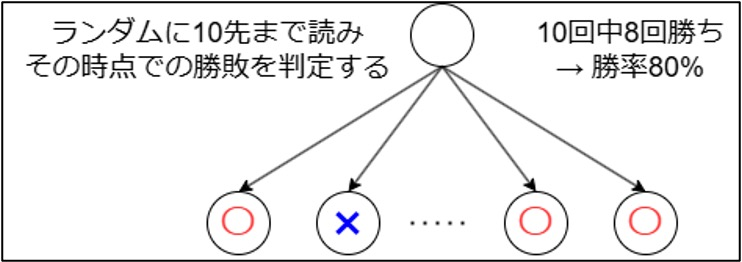 ランダムに10先まで読み
その時点での勝敗を判定する
10回中8回勝ち
→ 勝率80%
〇 × ····· 〇 〇